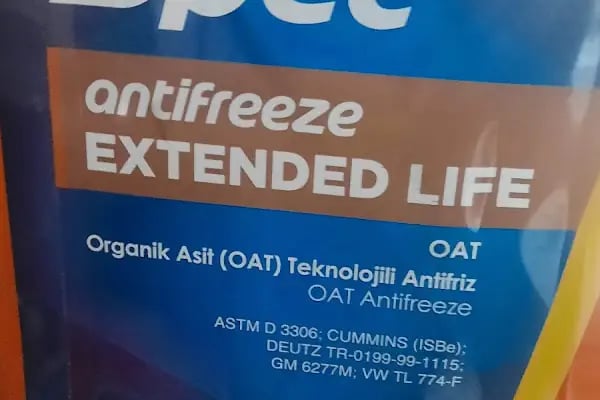 antifreeze
EXTENDED LIFE
OAT
Organik Asit (OAT) Teknolojili Antifriz
OAT Antifreeze
ASTM D 3306; CUMMINS (ISBe);
DEUTZ TR-0199-99-1115;
GM 6277M; VW TL 774-F